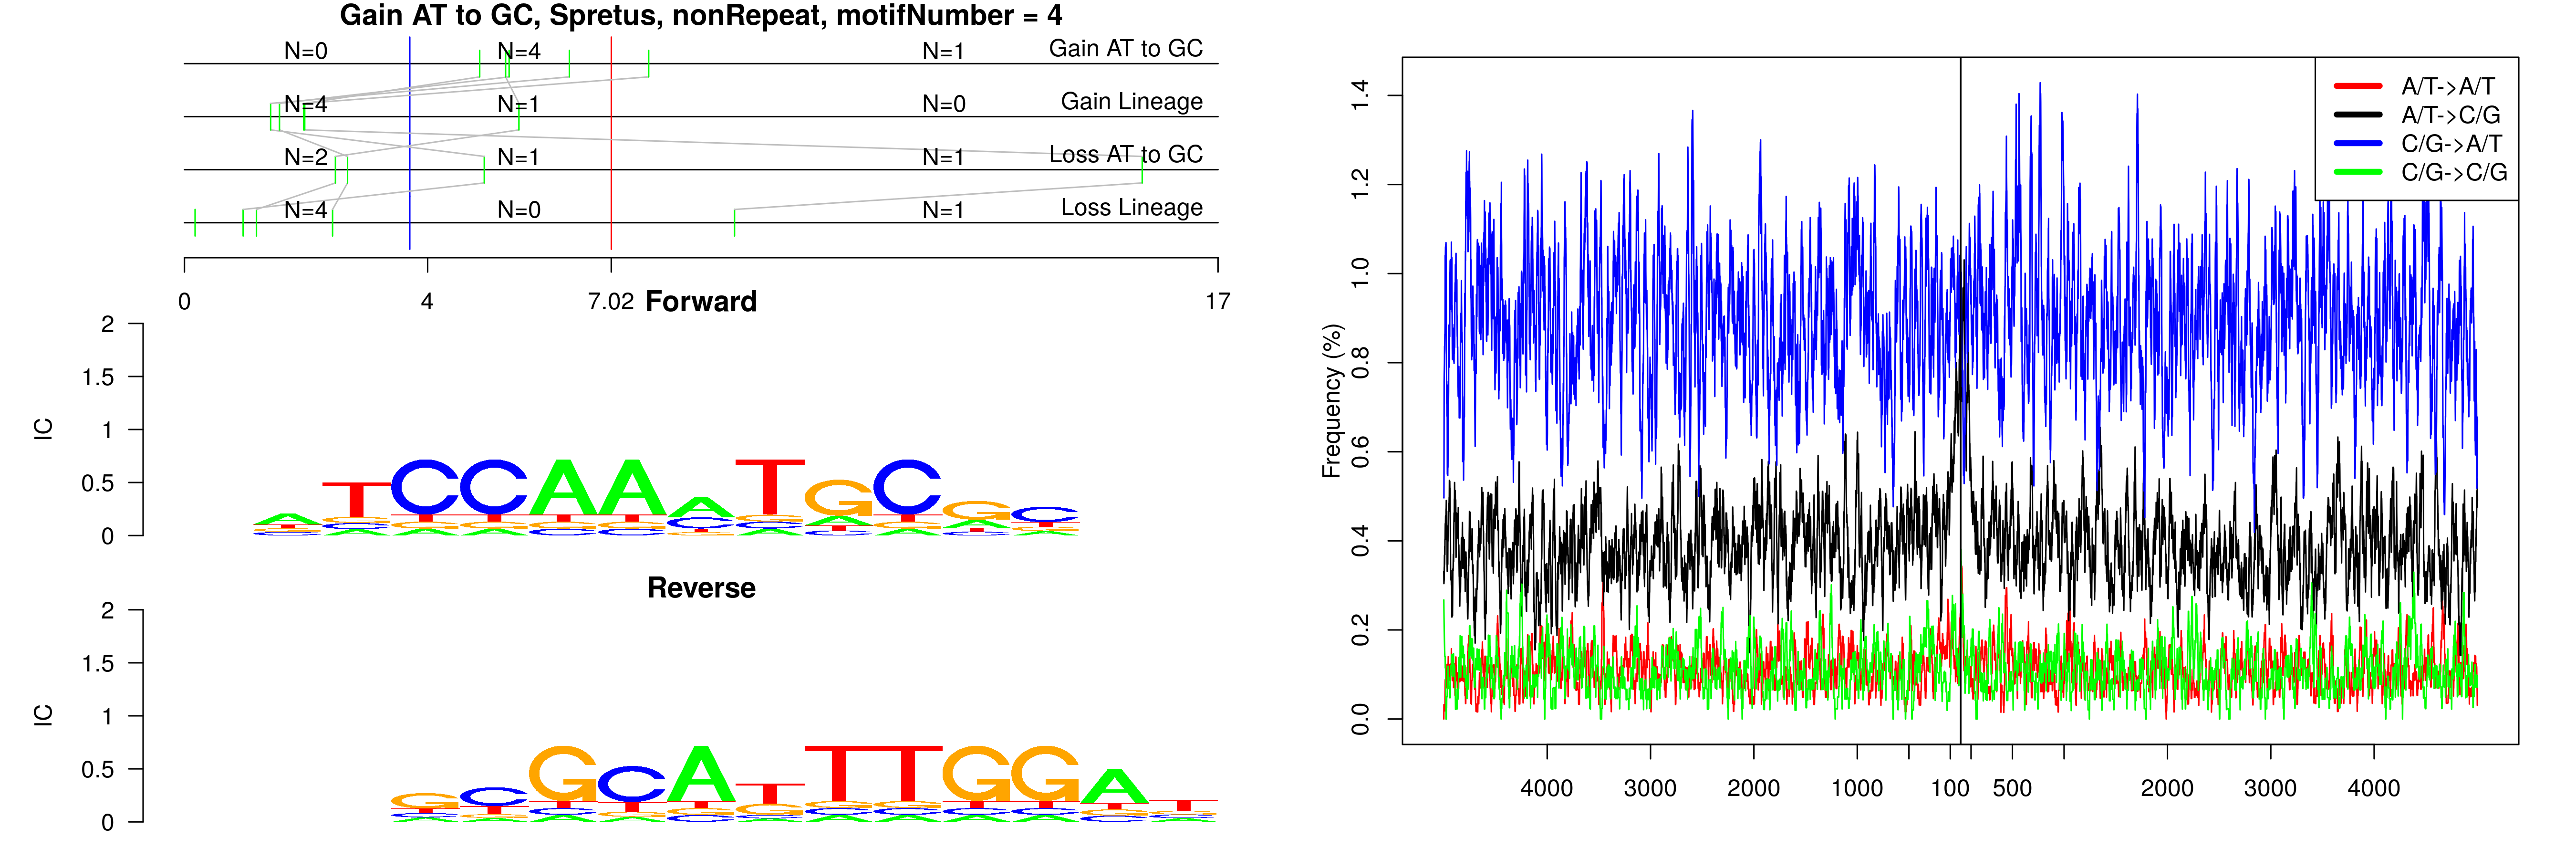 Gain AT to GC, Spretus, nonRepeat, motifNumber = 4
N=0 N=4 N=1 Gain AT to GC
N=4 N=1 N=0 Gain Lineage
N=2 N=1 N=1 Loss AT to GC
N=4 N=0 N=1 Loss Lineage
0 4 7.02 17
Forward
IC
2
1.5
1
0.5
0
A T C C A A A T G C G C
Reverse
IC
2
1.5
1
0.5
0
G C G C A T T T G G A T
Frequency (%)
1.4
1.2
1.0
0.8
0.6
0.4
0.2
0.0
A/T->A/T
A/T->C/G
C/G->A/T
C/G->C/G
4000 3000 2000 1000 100 500 2000 3000 4000